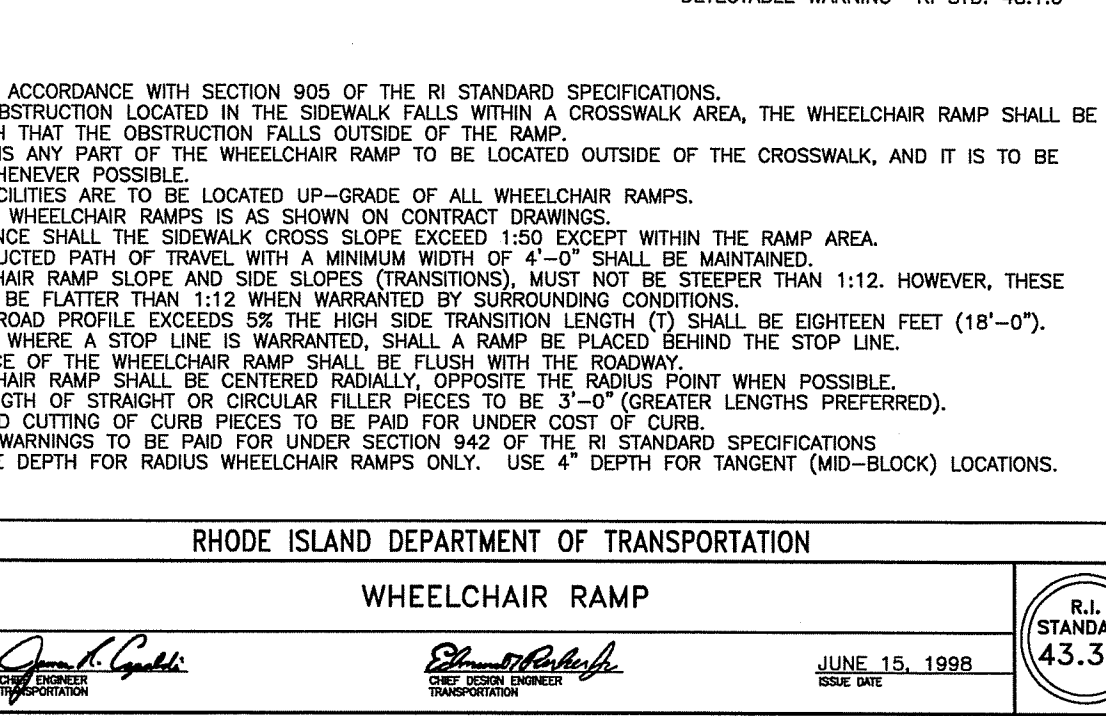 ACCORDANCE WITH SECTION 905 OF THE RI STANDARD SPECIFICATIONS.
BSTRUCTION LOCATED IN THE SIDEWALK FALLS WITHIN A CROSSWALK AREA, THE WHEELCHAIR RAMP SHALL BE
H THAT THE OBSTRUCTION FALLS OUTSIDE OF THE RAMP.
IS ANY PART OF THE WHEELCHAIR RAMP TO BE LOCATED OUTSIDE OF THE CROSSWALK, AND IT IS TO BE
HENEVER POSSIBLE.
CILITIES ARE TO BE LOCATED UP-GRADE OF ALL WHEELCHAIR RAMPS.
WHEELCHAIR RAMPS IS AS SHOWN ON CONTRACT DRAWINGS.
NCE SHALL THE SIDEWALK CROSS SLOPE EXCEED 1:50 EXCEPT WITHIN THE RAMP AREA.
UCTED PATH OF TRAVEL WITH A MINIMUM WIDTH OF 4'-0" SHALL BE MAINTAINED.
HAIR RAMP SLOPE AND SIDE SLOPES (TRANSITIONS), MUST NOT BE STEEPER THAN 1:12. HOWEVER, THESE
BE FLATTER THAN 1:12 WHEN WARRANTED BY SURROUNDING CONDITIONS.
ROAD PROFILE EXCEEDS 5% THE HIGH SIDE TRANSITION LENGTH (T) SHALL BE EIGHTEEN FEET (18'-0").
WHERE A STOP LINE IS WARRANTED, SHALL A RAMP BE PLACED BEHIND THE STOP LINE.
CE OF THE WHEELCHAIR RAMP SHALL BE FLUSH WITH THE ROADWAY.
HAIR RAMP SHALL BE CENTERED RADIALLY, OPPOSITE THE RADIUS POINT WHEN POSSIBLE.
GTH OF STRAIGHT OR CIRCULAR FILLER PIECES TO BE 3'-0" (GREATER LENGTHS PREFERRED).
D CUTTING OF CURB PIECES TO BE PAID FOR UNDER COST OF CURB.
WARNINGS TO BE PAID FOR UNDER SECTION 942 OF THE RI STANDARD SPECIFICATIONS
E DEPTH FOR RADIUS WHEELCHAIR RAMPS ONLY. USE 4" DEPTH FOR TANGENT (MID-BLOCK) LOCATIONS.
RHODE ISLAND DEPARTMENT OF TRANSPORTATION
WHEELCHAIR RAMP
R.I.
STANDA
43.3
CHIEF ENGINEER
TRANSPORTATION
CHIEF DESIGN ENGINEER
TRANSPORTATION
JUNE 15, 1998
ISSUE DATE